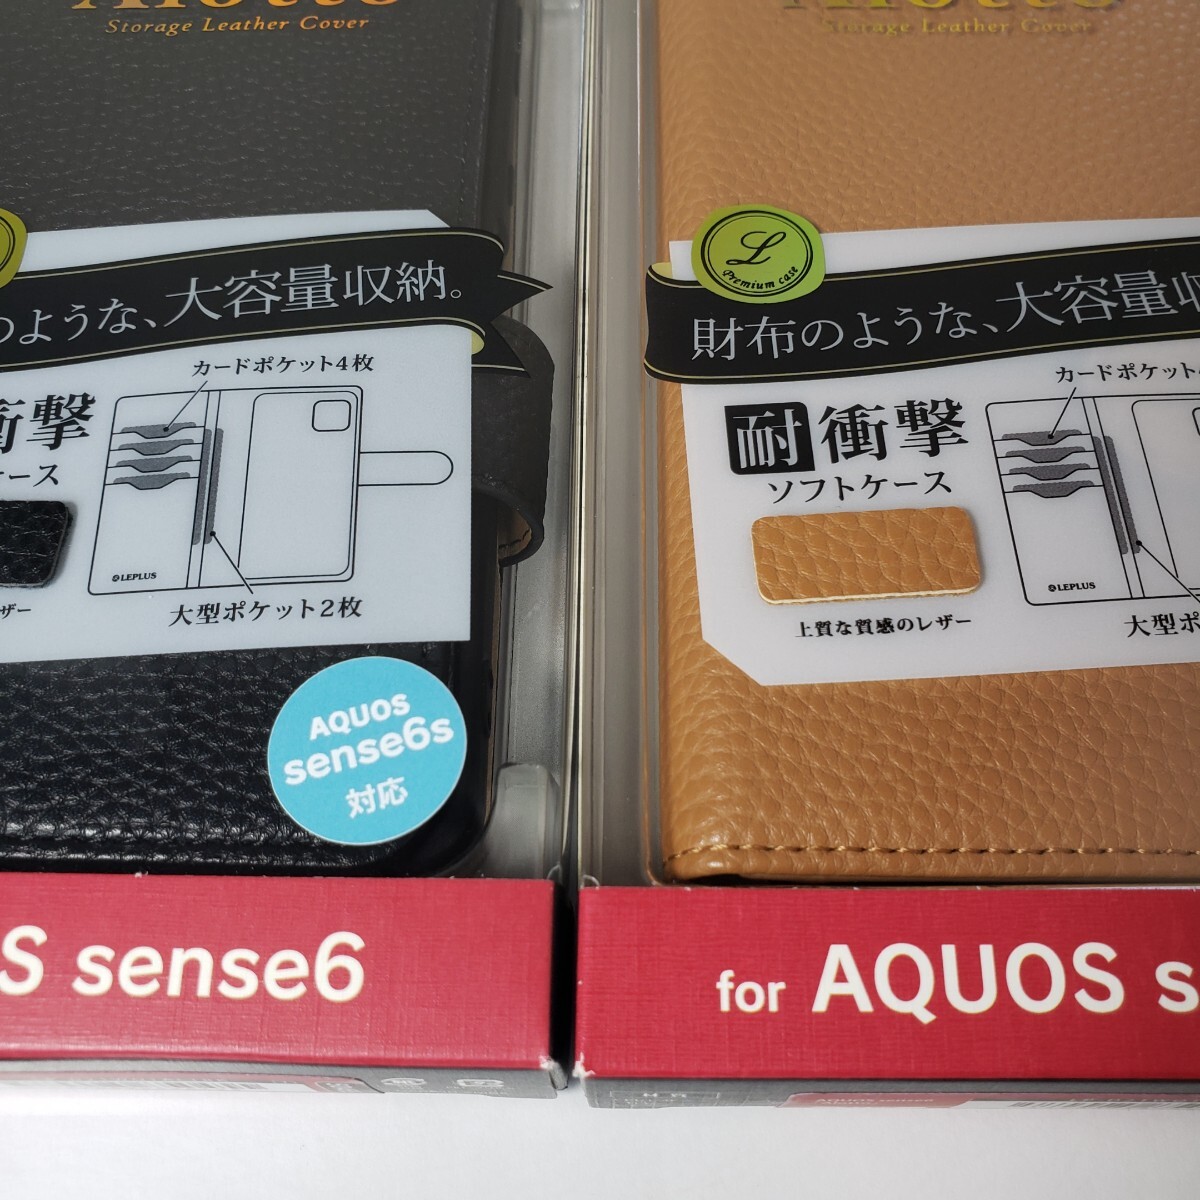 Storage Leather Cover
のような、大容量収納。
カードポケット4枚
衝撃
ケース
LEPLUS
ザー
大型ポケット2枚
AQUOS
sense6s
対応
S sense6
Storage Leather Cover
L
Premium case
財布のような、大容量収
カードポケット
耐衝撃
ソフトケース
LEPLUS
上質な質感のレザー
大型ポ
for AQUOS s